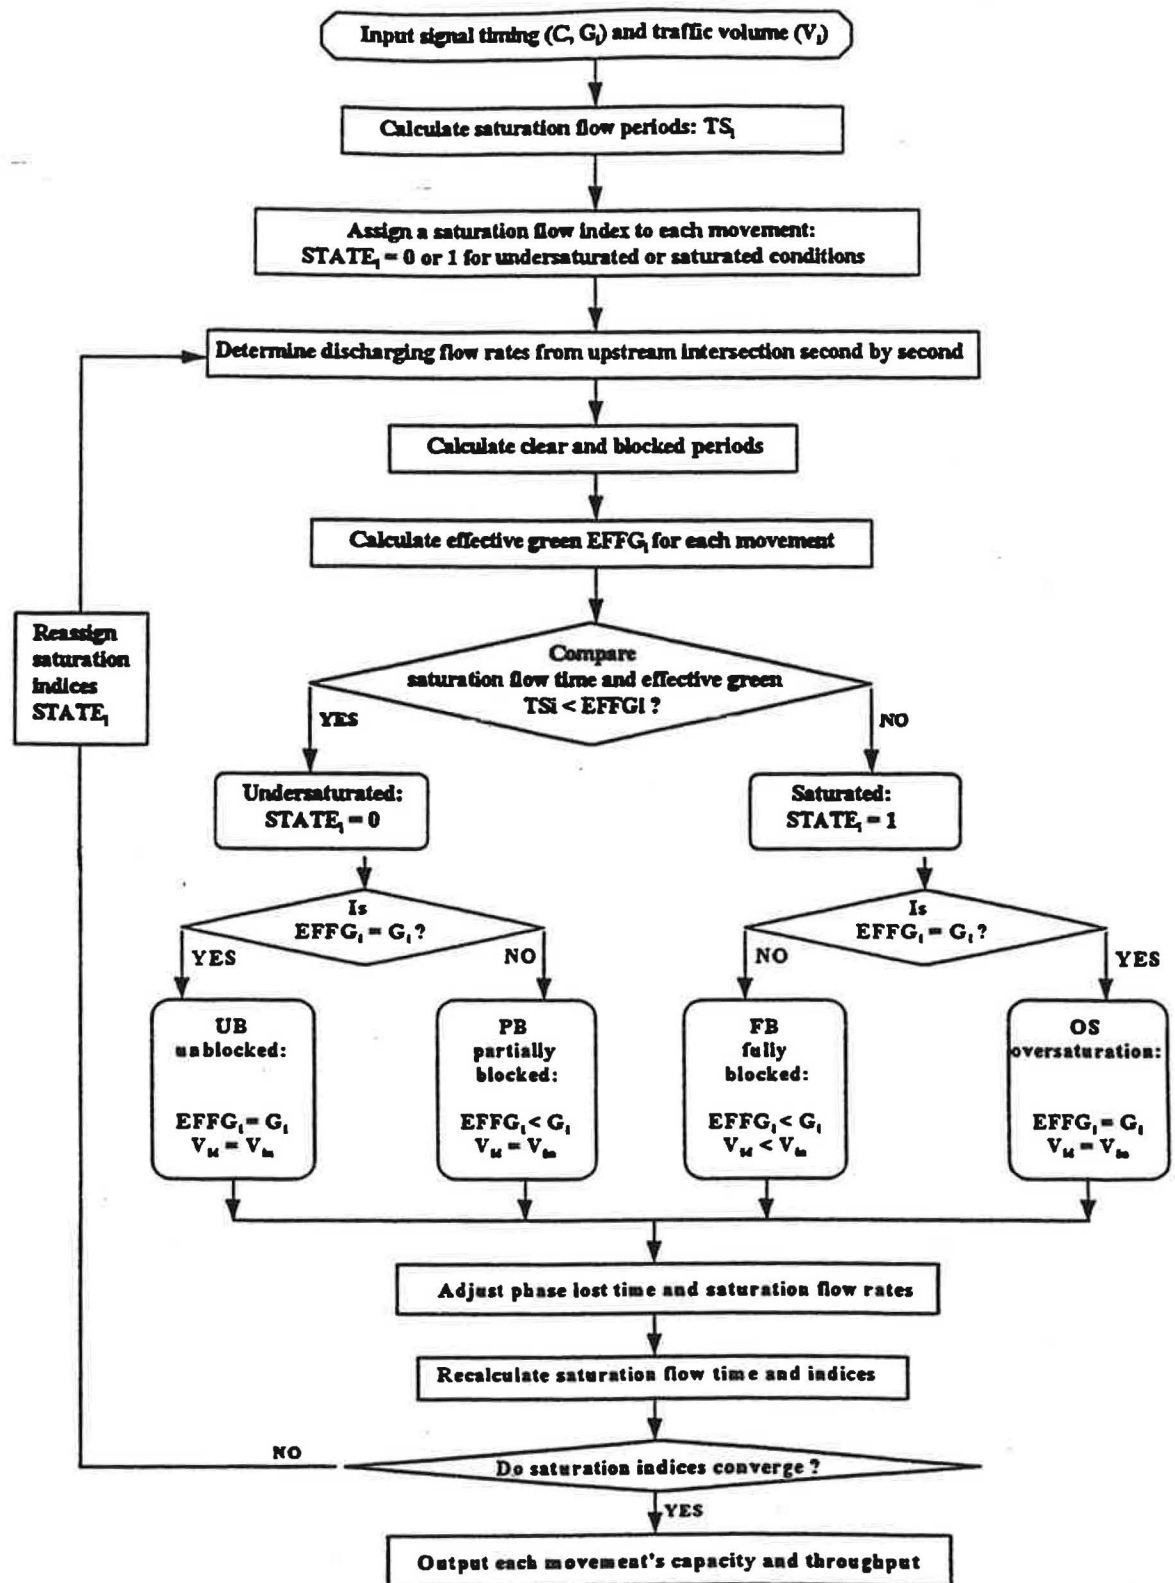 Input signal timing (C, Gᵢ) and traffic volume (Vᵢ)
Calculate saturation flow periods: TSᵢ
Assign a saturation flow index to each movement:
STATEᵢ = 0 or 1 for undersaturated or saturated conditions
Determine discharging flow rates from upstream intersection second by second
Calculate clear and blocked periods
Calculate effective green EFFGᵢ for each movement
Reassign
saturation
indices
STATEᵢ
Compare
saturation flow time and effective green
TSi < EFFGI ?
YES
NO
Undersaturated:
STATEᵢ = 0
Saturated:
STATEᵢ = 1
Is
EFFGᵢ = Gᵢ ?
YES
NO
Is
EFFGᵢ = Gᵢ ?
NO
YES
UB
unblocked:
EFFGᵢ = Gᵢ
V = V
PB
partially
blocked:
EFFGᵢ < Gᵢ
V = V
FB
fully
blocked:
EFFGᵢ < Gᵢ
V < V
OS
oversaturation:
EFFGᵢ = Gᵢ
V = V
Adjust phase lost time and saturation flow rates
Recalculate saturation flow time and indices
NO
Do saturation indices converge ?
YES
Output each movement's capacity and throughput